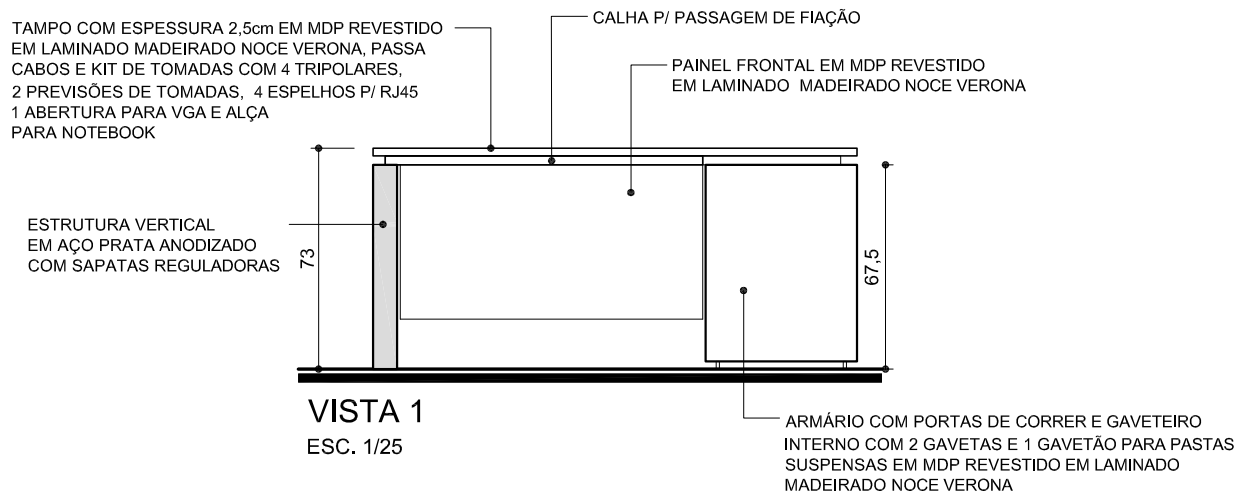 TAMPO COM ESPESSURA 2,5cm EM MDP REVESTIDO
EM LAMINADO MADEIRADO NOCE VERONA, PASSA
CABOS E KIT DE TOMADAS COM 4 TRIPOLARES,
2 PREVISÕES DE TOMADAS, 4 ESPELHOS P/ RJ45
1 ABERTURA PARA VGA E ALÇA
PARA NOTEBOOK
CALHA P/ PASSAGEM DE FIAÇÃO
PAINEL FRONTAL EM MDP REVESTIDO
EM LAMINADO MADEIRADO NOCE VERONA
ESTRUTURA VERTICAL
EM AÇO PRATA ANODIZADO
COM SAPATAS REGULADORAS
73
67,5
VISTA 1
ESC. 1/25
ARMÁRIO COM PORTAS DE CORRER E GAVETEIRO
INTERNO COM 2 GAVETAS E 1 GAVETÃO PARA PASTAS
SUSPENSAS EM MDP REVESTIDO EM LAMINADO
MADEIRADO NOCE VERONA